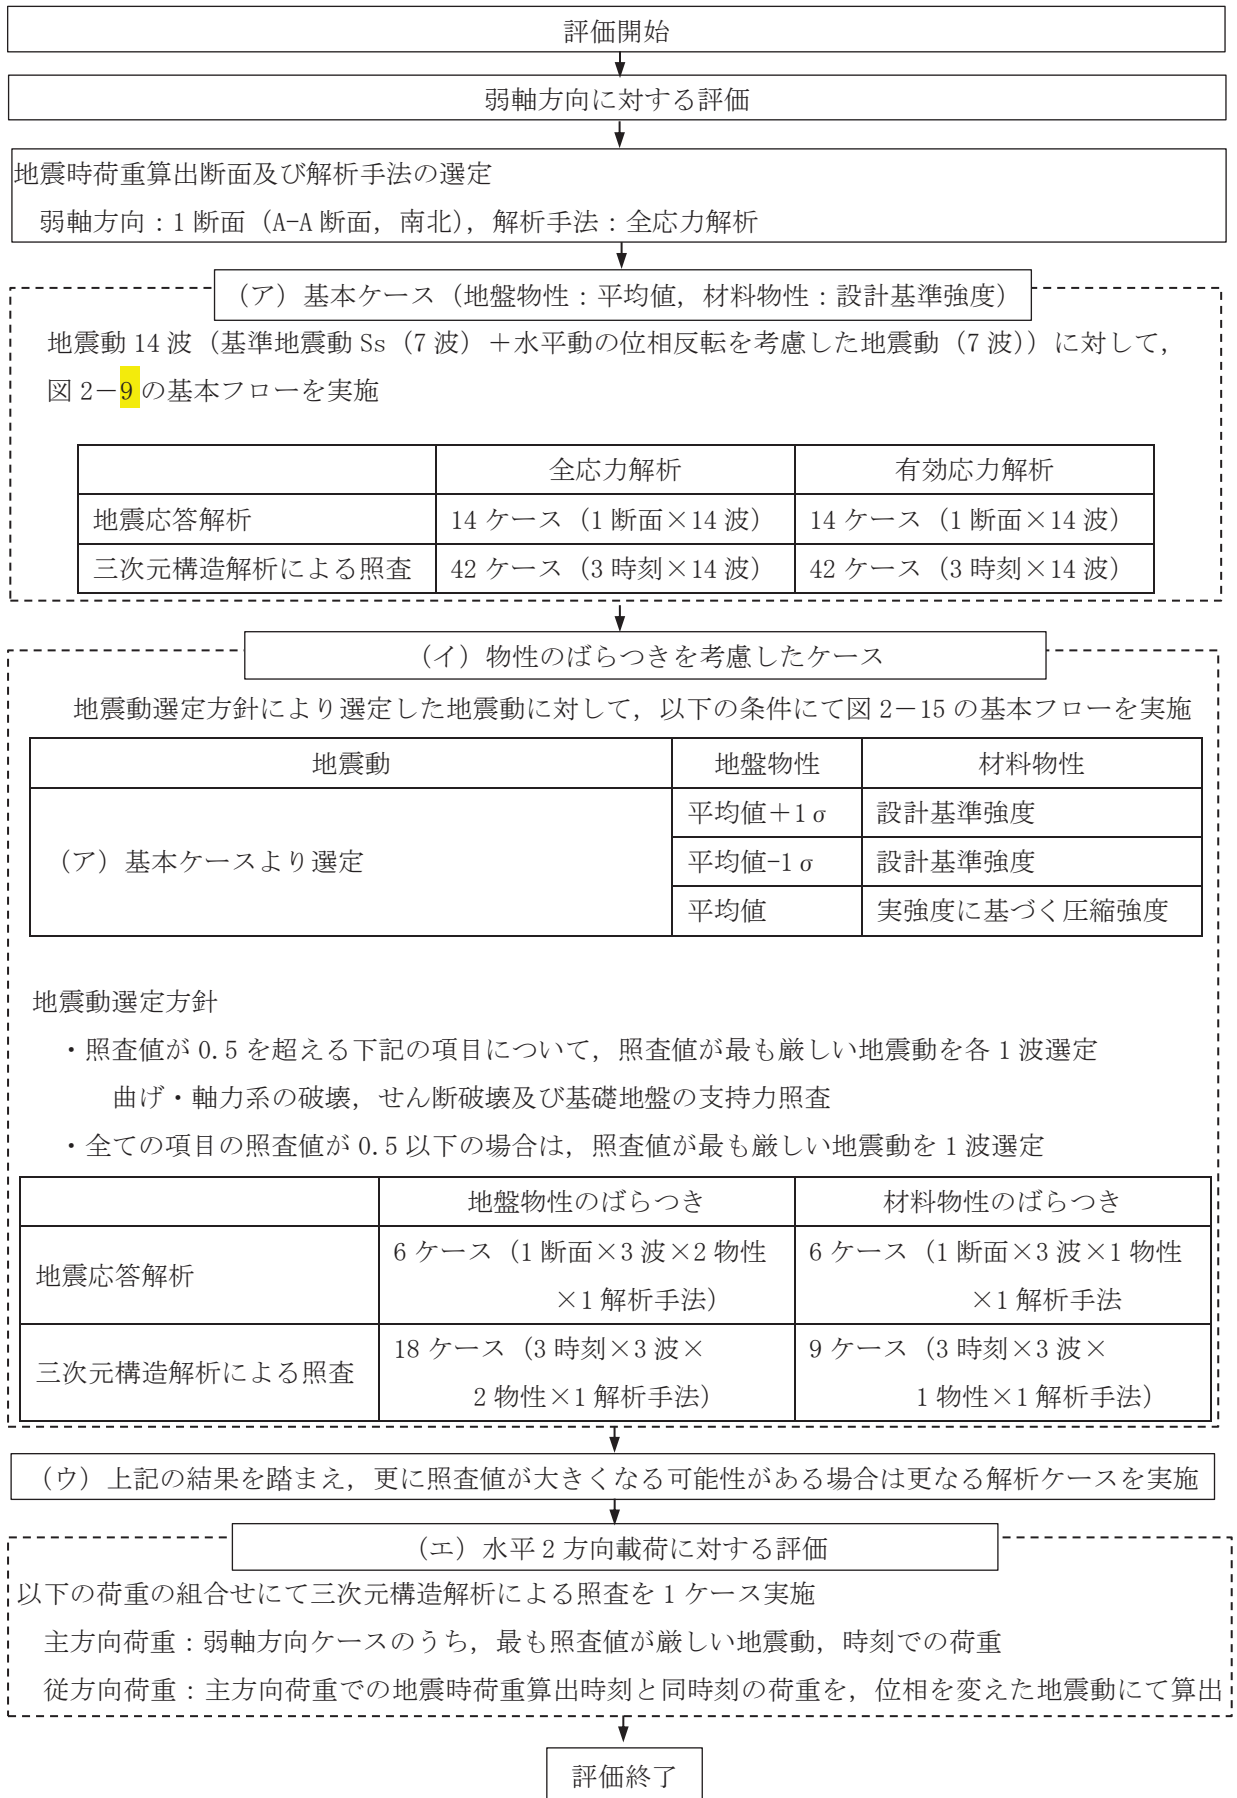 評価開始
弱軸方向に対する評価
地震時荷重算出断面及び解析手法の選定
弱軸方向：1断面（A-A断面，南北），解析手法：全応力解析
（ア）基本ケース（地盤物性：平均値，材料物性：設計基準強度）
地震動14波（基準地震動Ss（7波）＋水平動の位相反転を考慮した地震動（7波））に対して，
図2－9の基本フローを実施
全応力解析 有効応力解析
地震応答解析 14ケース（1断面×14波） 14ケース（1断面×14波）
三次元構造解析による照査 42ケース（3時刻×14波） 42ケース（3時刻×14波）
（イ）物性のばらつきを考慮したケース
地震動選定方針により選定した地震動に対して，以下の条件にて図2－15の基本フローを実施
地震動 地盤物性 材料物性
平均値＋1σ 設計基準強度
（ア）基本ケースより選定 平均値-1σ 設計基準強度
平均値 実強度に基づく圧縮強度
地震動選定方針
・照査値が0.5を超える下記の項目について，照査値が最も厳しい地震動を各1波選定
曲げ・軸力系の破壊，せん断破壊及び基礎地盤の支持力照査
・全ての項目の照査値が0.5以下の場合は，照査値が最も厳しい地震動を1波選定
地盤物性のばらつき 材料物性のばらつき
地震応答解析 6ケース（1断面×3波×2物性 6ケース（1断面×3波×1物性
×1解析手法） ×1解析手法
三次元構造解析による照査 18ケース（3時刻×3波× 9ケース（3時刻×3波×
2物性×1解析手法） 1物性×1解析手法）
（ウ）上記の結果を踏まえ，更に照査値が大きくなる可能性がある場合は更なる解析ケースを実施
（エ）水平2方向載荷に対する評価
以下の荷重の組合せにて三次元構造解析による照査を1ケース実施
主方向荷重：弱軸方向ケースのうち，最も照査値が厳しい地震動，時刻での荷重
従方向荷重：主方向荷重での地震時荷重算出時刻と同時刻の荷重を，位相を変えた地震動にて算出
評価終了